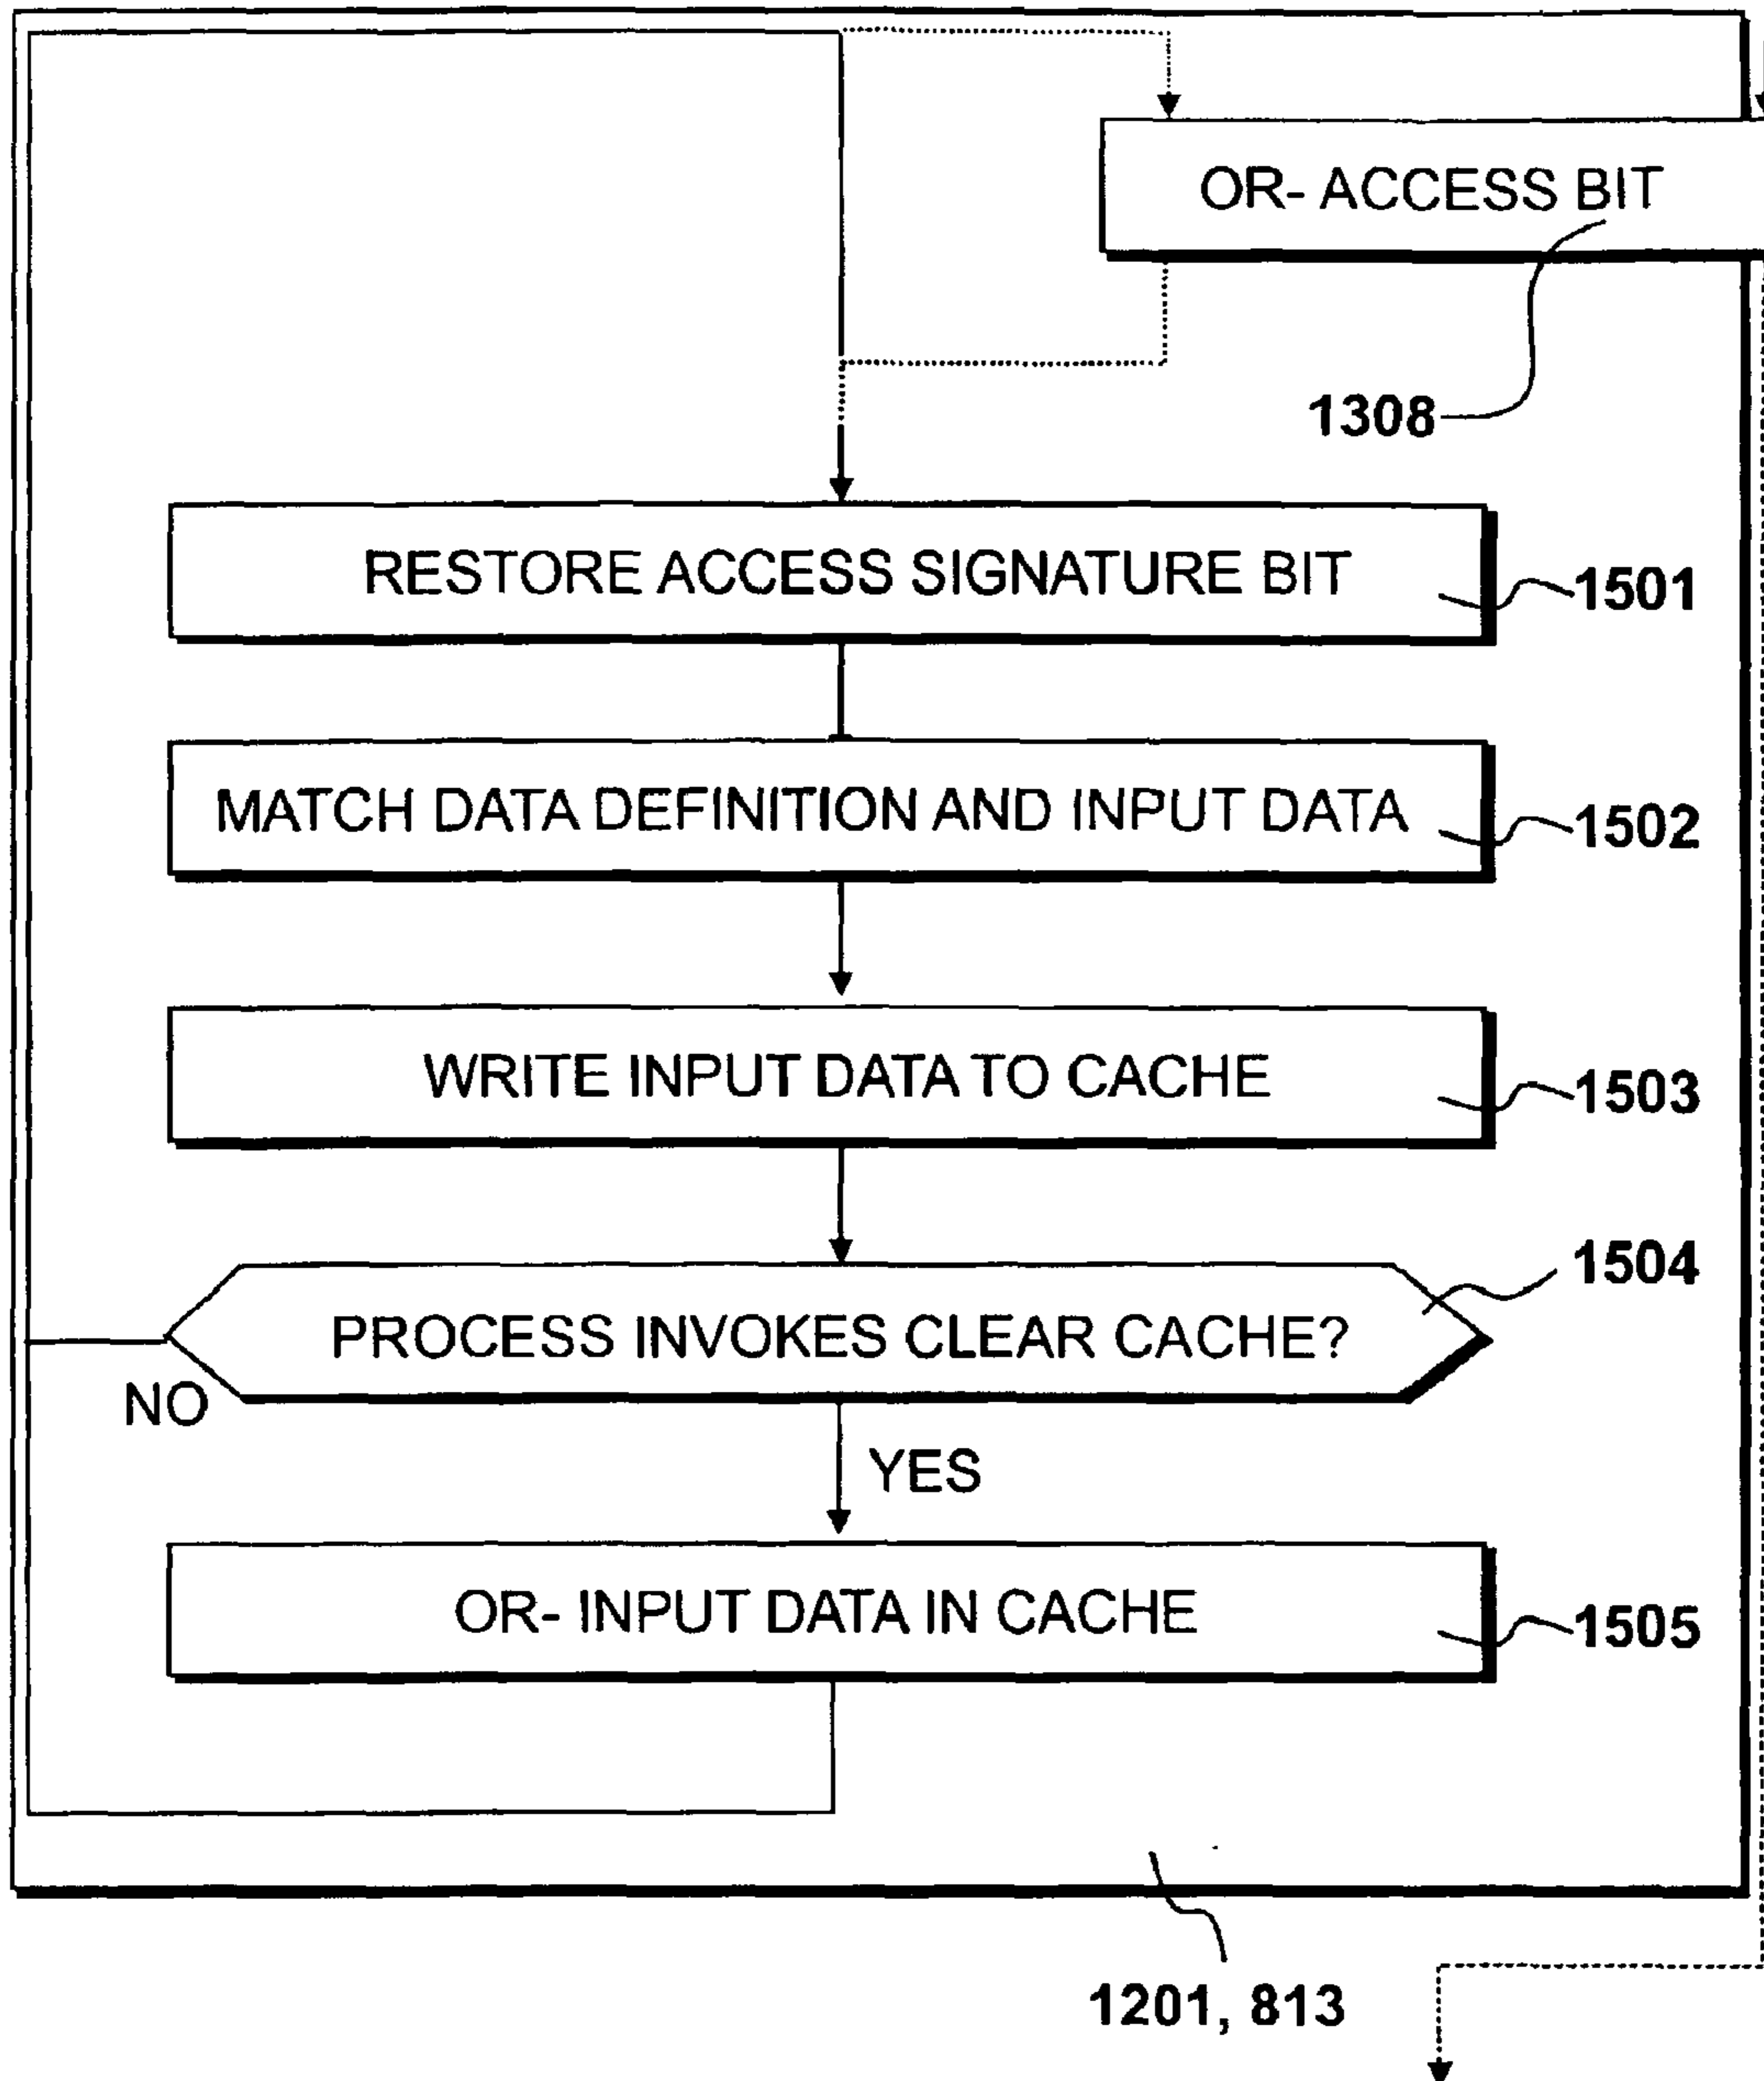 OR- ACCESS BIT
1308
RESTORE ACCESS SIGNATURE BIT
1501
MATCH DATA DEFINITION AND INPUT DATA
1502
WRITE INPUT DATA TO CACHE
1503
1504
PROCESS INVOKES CLEAR CACHE?
NO
YES
OR- INPUT DATA IN CACHE
1505
1201, 813